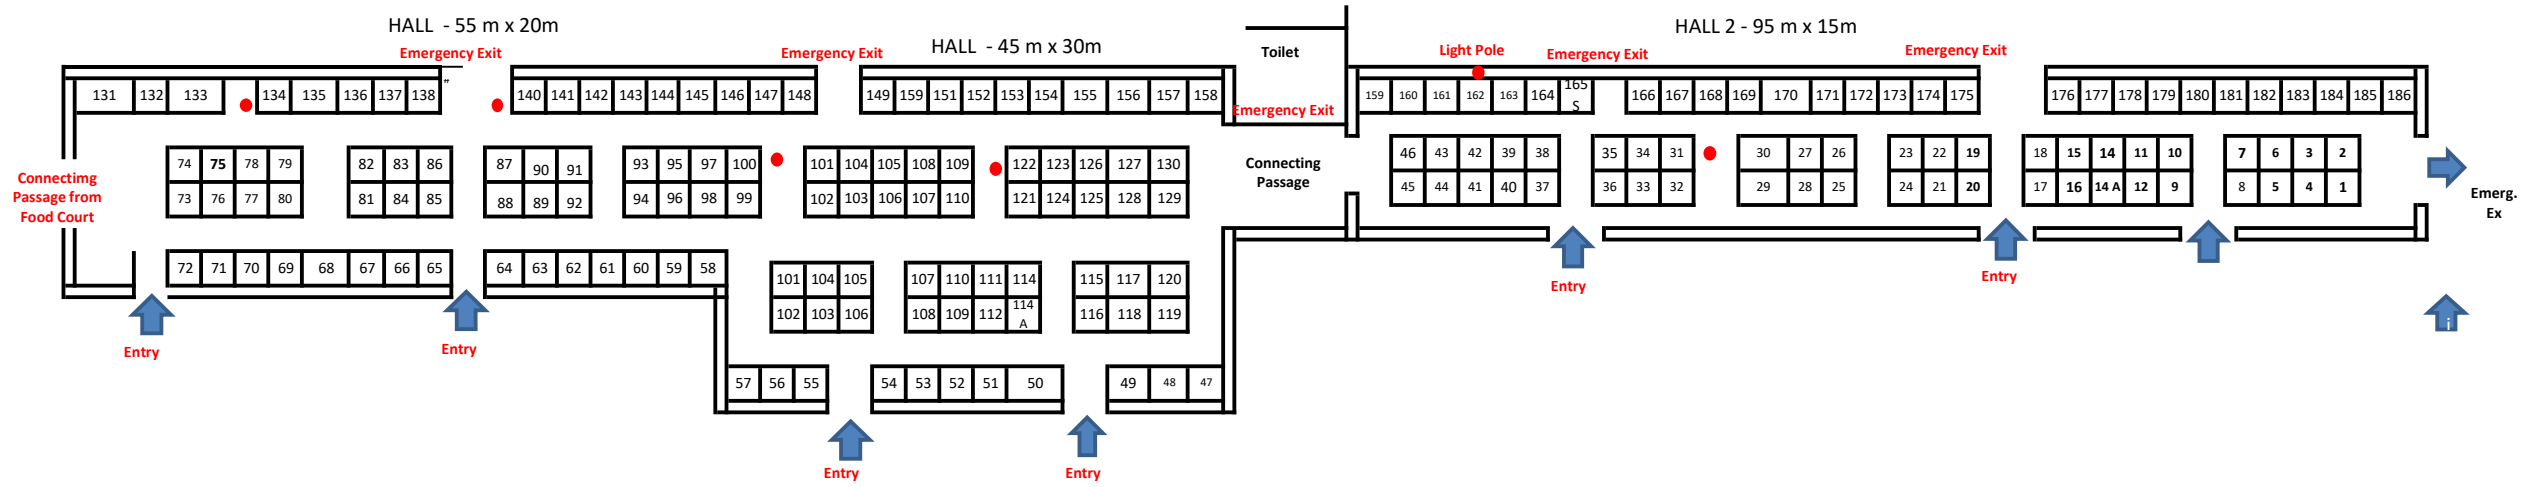 HALL - 55 m x 20m
HALL - 45 m x 30m
HALL 2 - 95 m x 15m
Emergency Exit
Emergency Exit
Toilet
Light Pole
Emergency Exit
Emergency Exit
"
131 132 133 134 135 136 137 138 140 141 142 143 144 145 146 147 148 149 159 151 152 153 154 155 156 157 158
Emergency Exit
159 160 161 162 163 164 165 S 166 167 168 169 170 171 172 173 174 175 176 177 178 179 180 181 182 183 184 185 186
Connectimg
Passage from
Food Court
74 75 78 79 82 83 86 87 90 91 93 95 97 100 101 104 105 108 109 122 123 126 127 130
73 76 77 80 81 84 85 88 89 92 94 96 98 99 102 103 106 107 110 121 124 125 128 129
Connecting
Passage
46 43 42 39 38 35 34 31 30 27 26 23 22 19 18 15 14 11 10 7 6 3 2
45 44 41 40 37 36 33 32 29 28 25 24 21 20 17 16 14 A 12 9 8 5 4 1
Emerg.
Ex
72 71 70 69 68 67 66 65 64 63 62 61 60 59 58
101 104 105 107 110 111 114 115 117 120
102 103 106 108 109 112 114 A 116 118 119
Entry
Entry
Entry
Entry
i
57 56 55 54 53 52 51 50 49 48 47
Entry
Entry